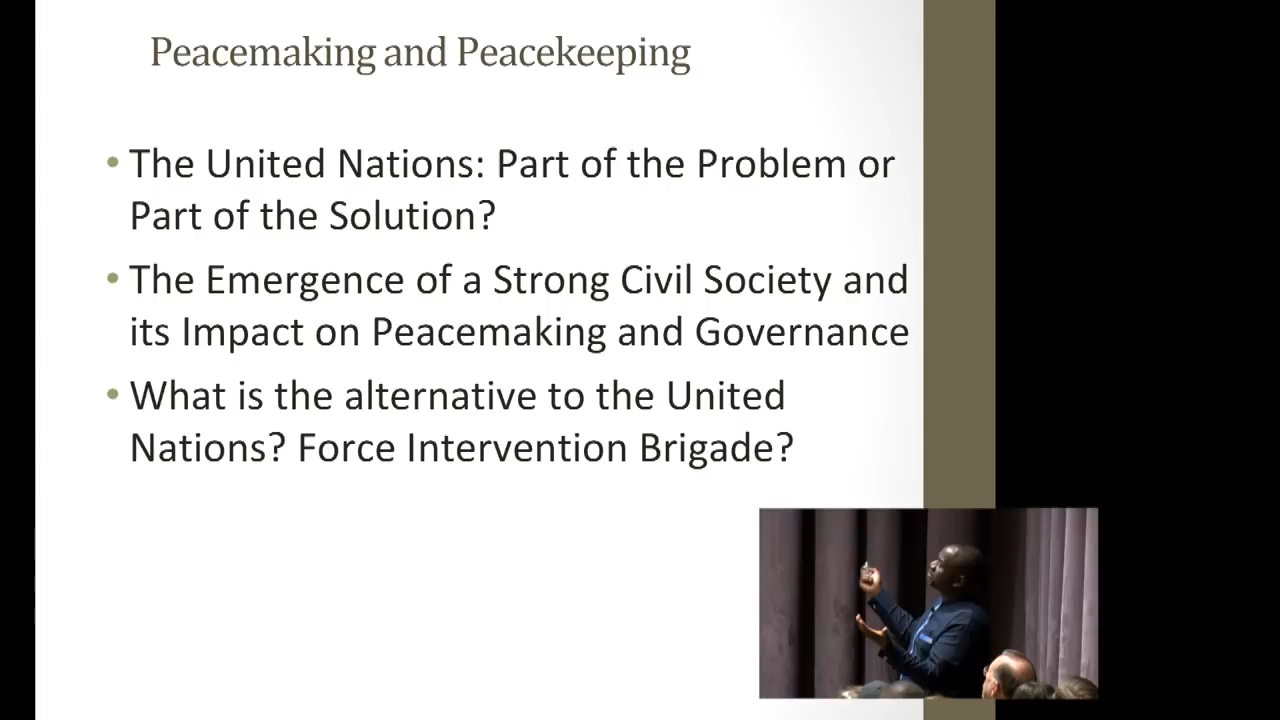 Peacemaking and Peacekeeping
• The United Nations: Part of the Problem or
Part of the Solution?
• The Emergence of a Strong Civil Society and
its Impact on Peacemaking and Governance
• What is the alternative to the United
Nations? Force Intervention Brigade?